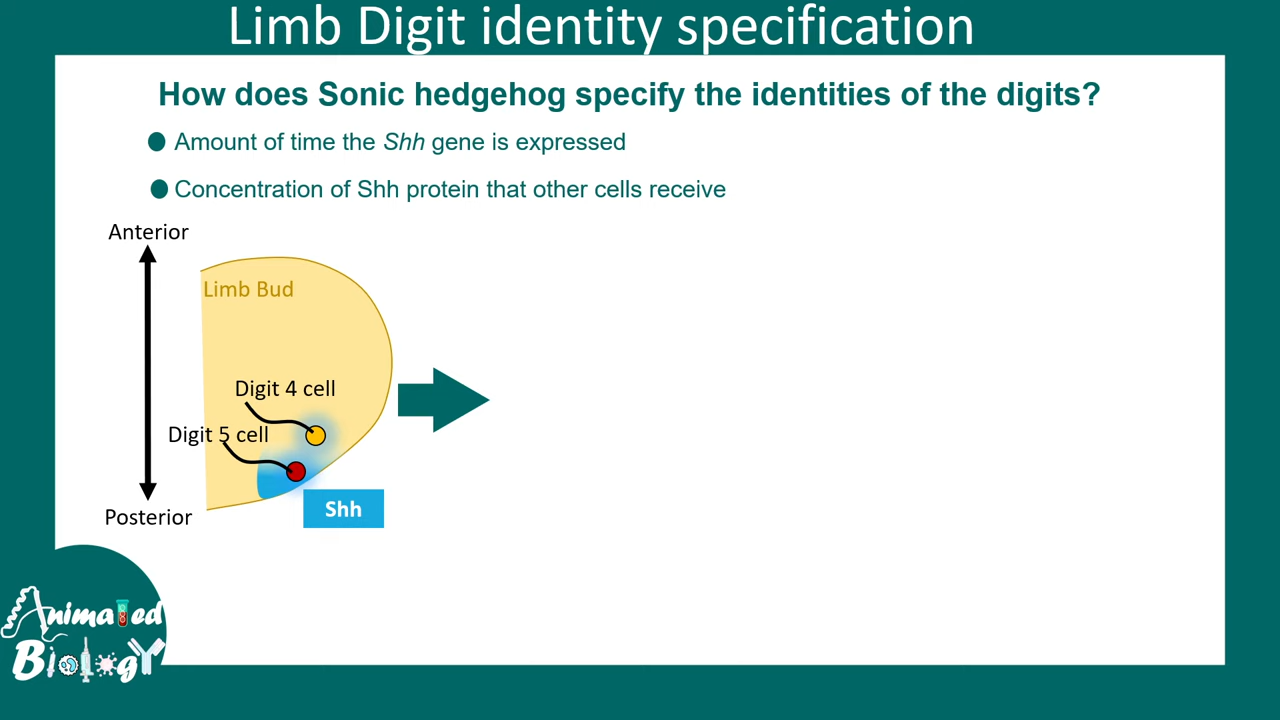 Limb Digit identity specification
How does Sonic hedgehog specify the identities of the digits?
Amount of time the Shh gene is expressed
Concentration of Shh protein that other cells receive
Anterior
Limb Bud
Digit 4 cell
Digit 5 cell
Shh
Posterior
Animated
Biology